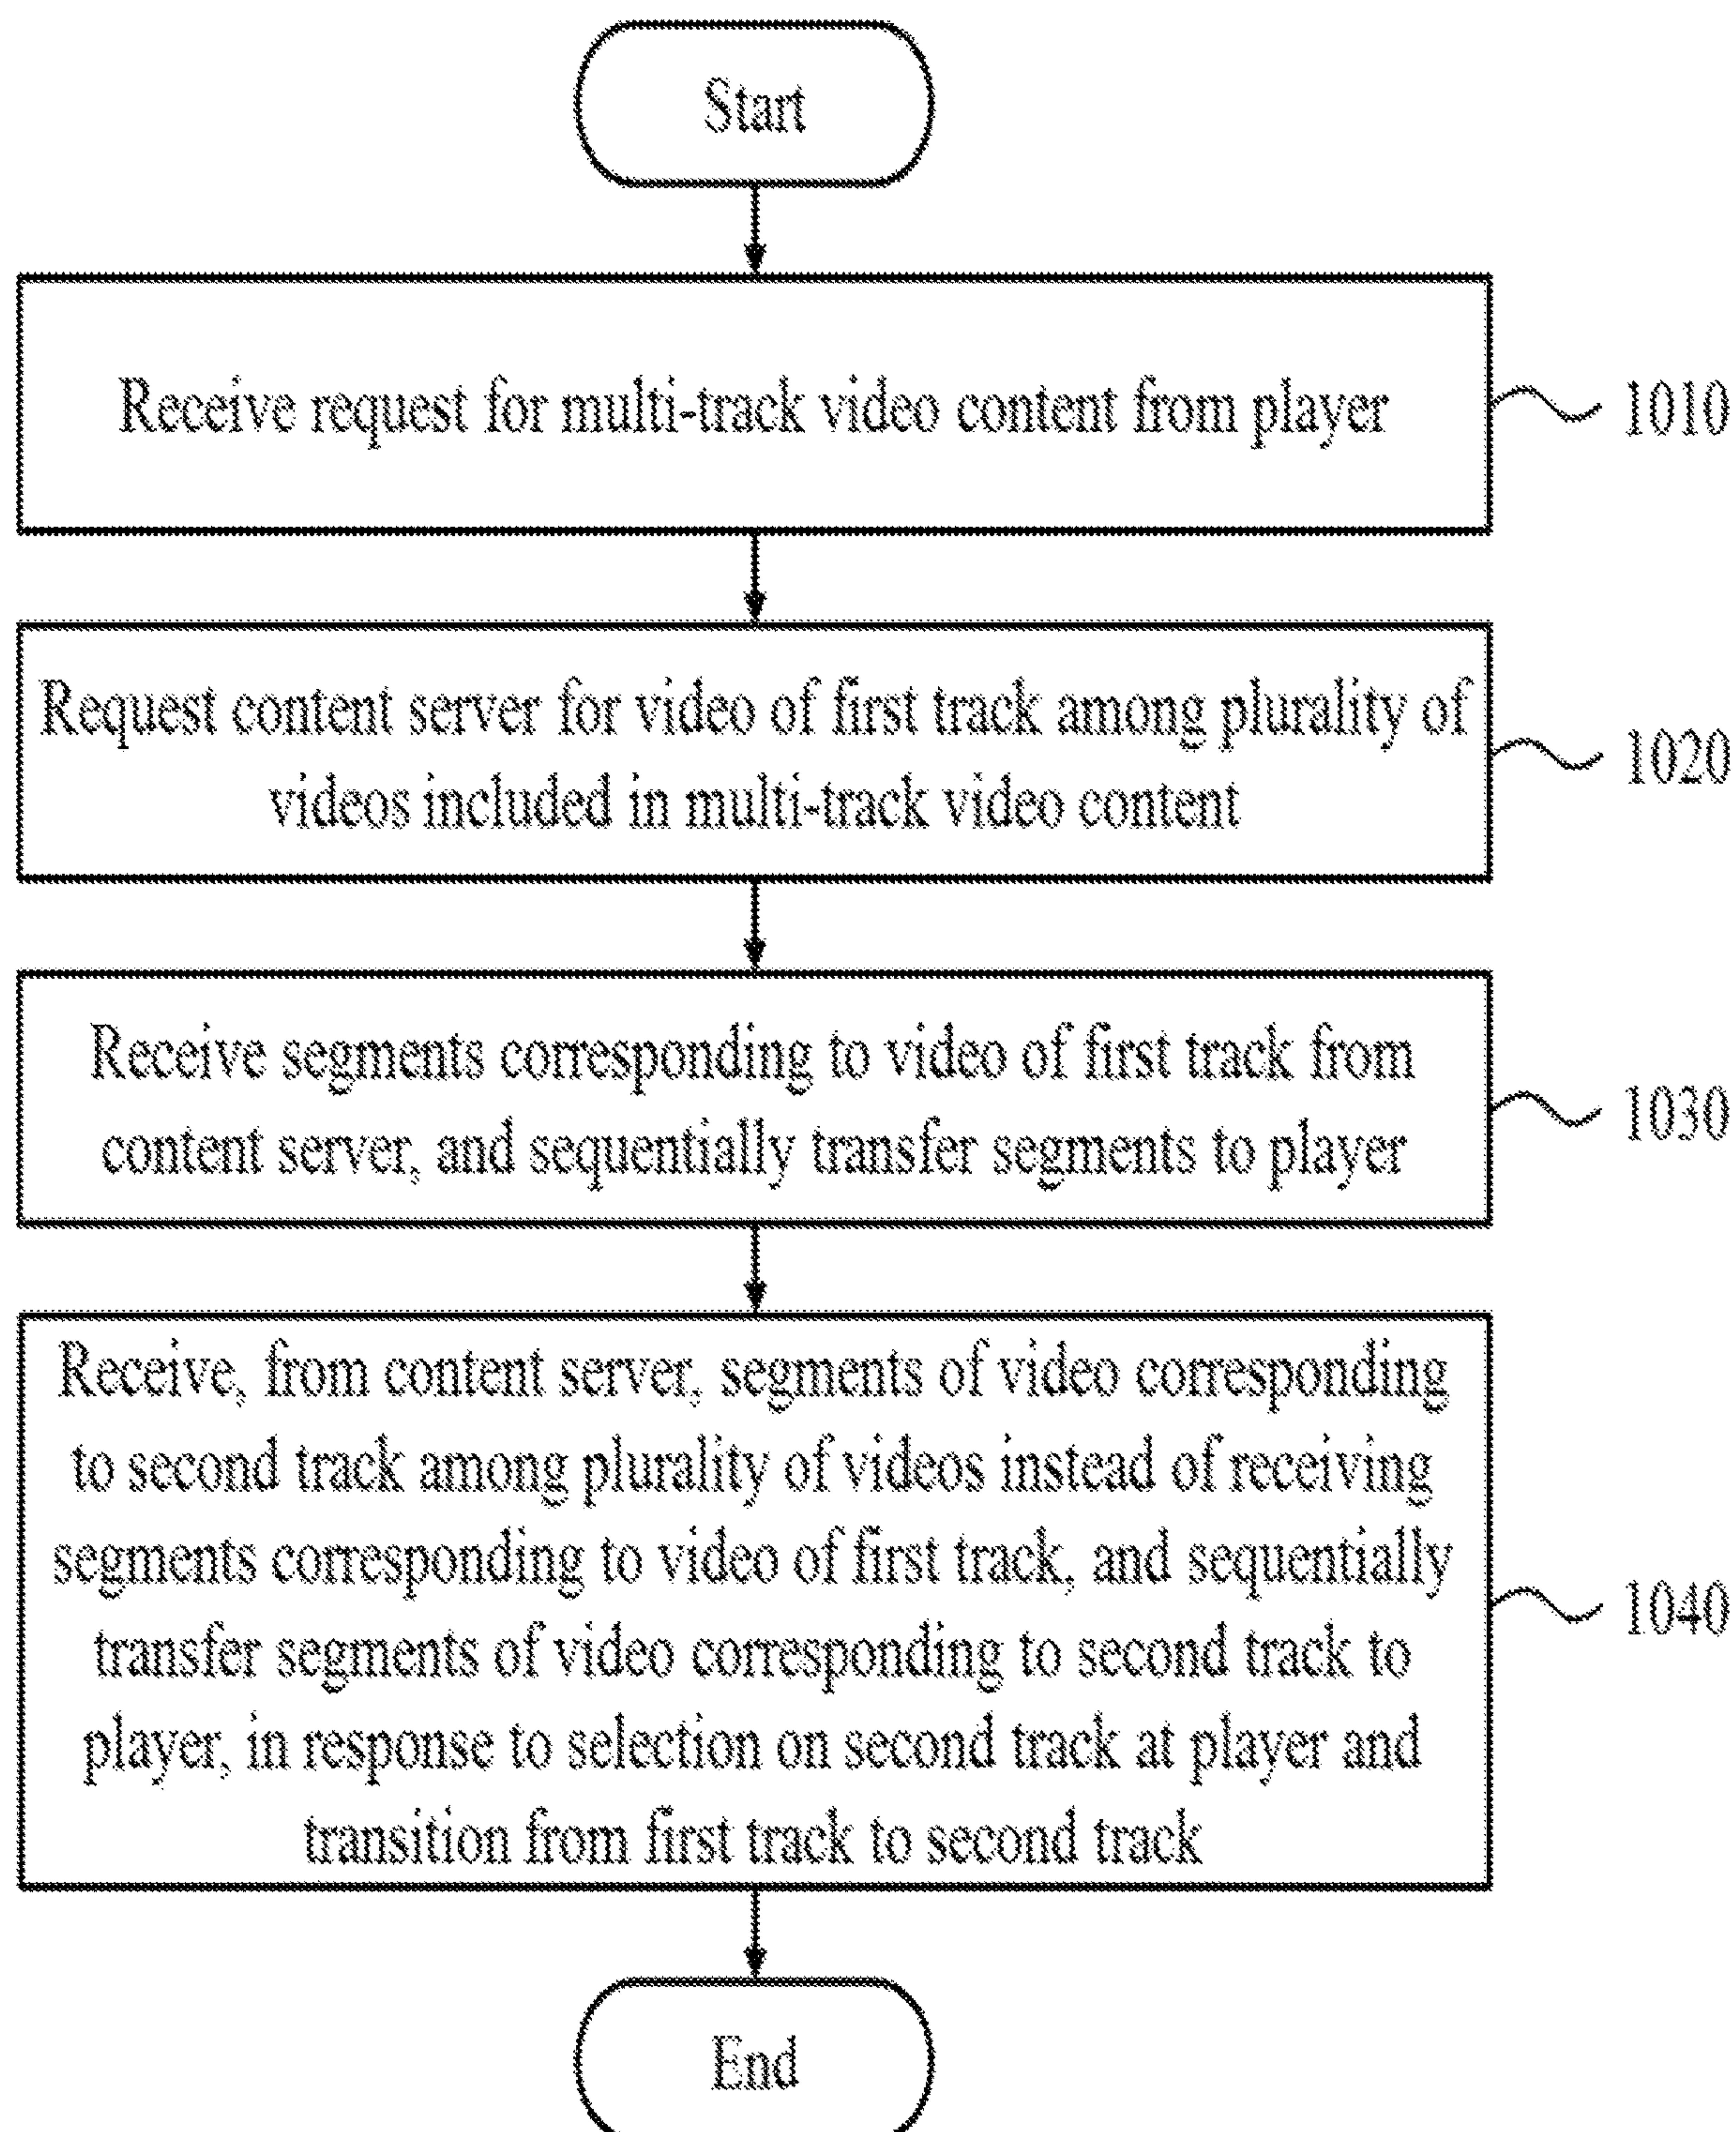 Start
Receive request for multi-track video content from player
1010
Request content server for video of first track among plurality of
videos included in multi-track video content
1020
Receive segments corresponding to video of first track from
content server, and sequentially transfer segments to player
1030
Receive, from content server, segments of video corresponding
to second track among plurality of videos instead of receiving
segments corresponding to video of first track, and sequentially
transfer segments of video corresponding to second track to
player, in response to selection on second track at player and
transition from first track to second track
1040
End